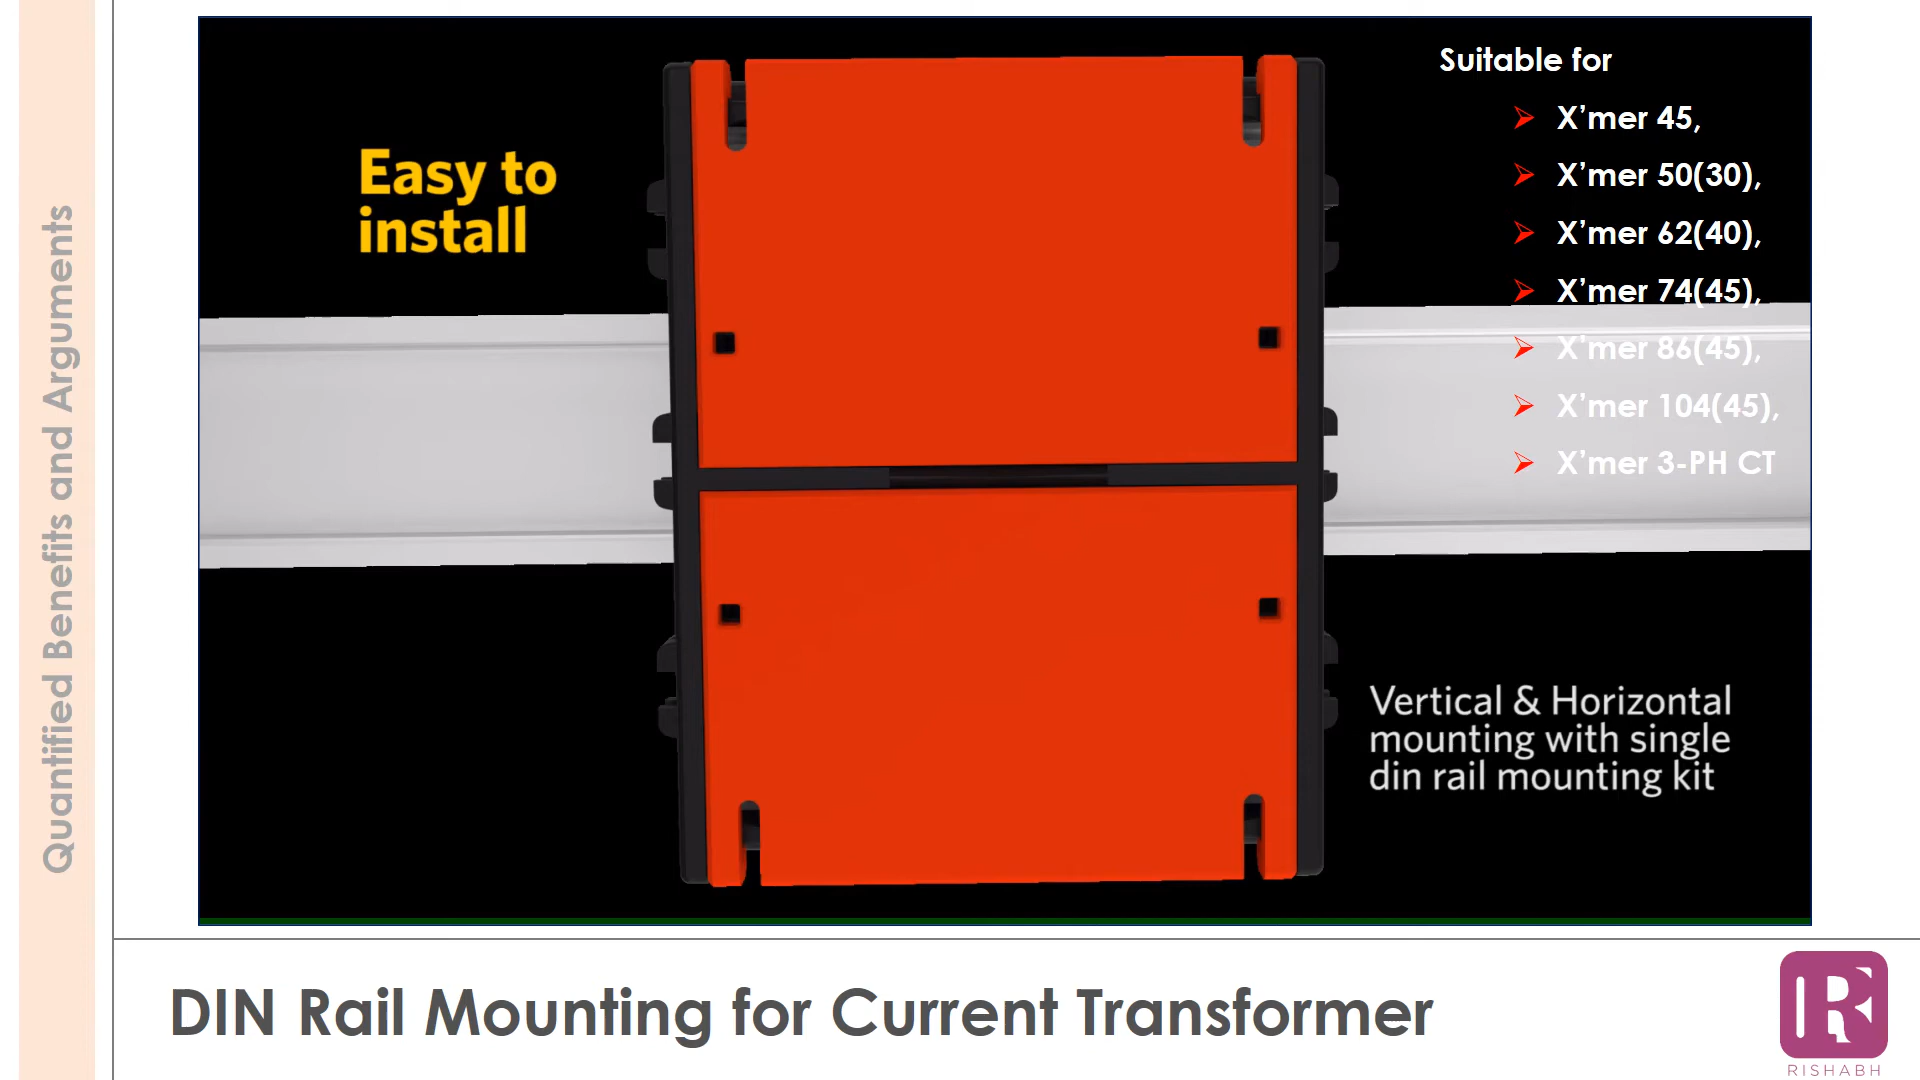 Quantified Benefits and Arguments
Easy to
install
Suitable for
X’mer 45,
X’mer 50(30),
X’mer 62(40),
X’mer 74(45),
X’mer 86(45),
X’mer 104(45),
X’mer 3-PH CT
Vertical & Horizontal
mounting with single
din rail mounting kit
DIN Rail Mounting for Current Transformer
RISHABH